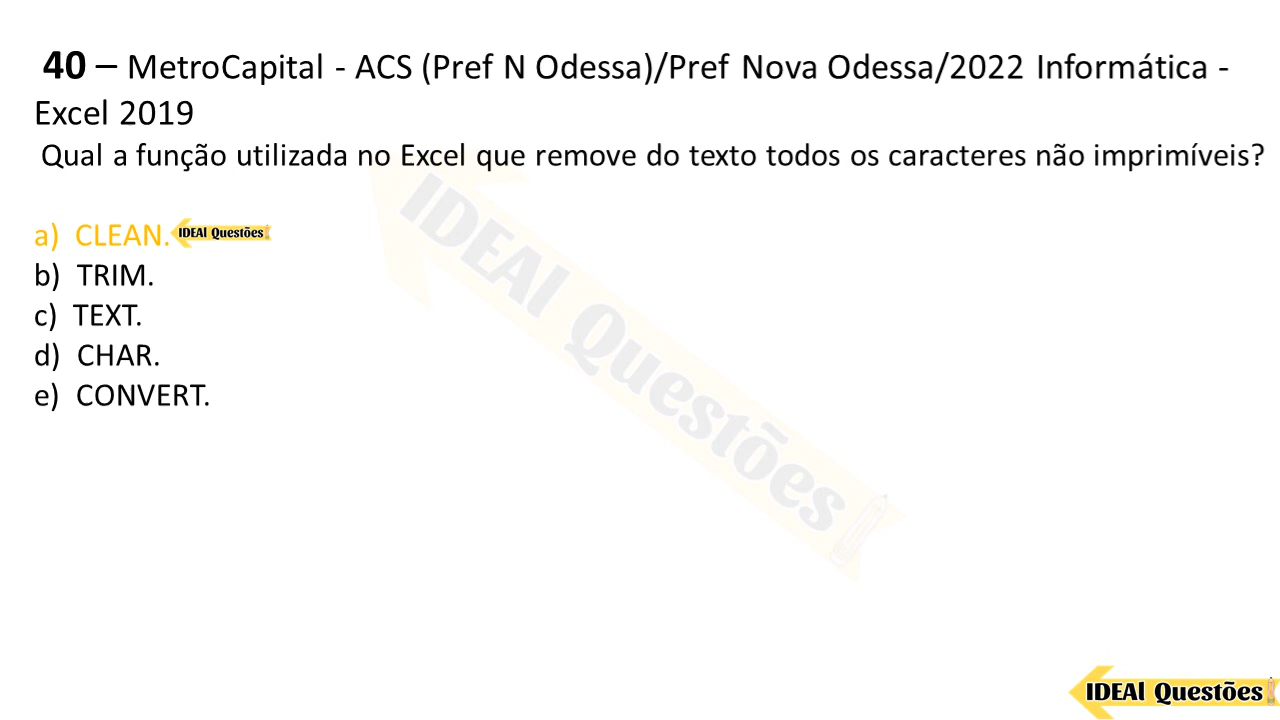 40 – MetroCapital - ACS (Pref N Odessa)/Pref Nova Odessa/2022 Informática -
Excel 2019
Qual a função utilizada no Excel que remove do texto todos os caracteres não imprimíveis?
a) CLEAN. IDEAl Questões
b) TRIM.
c) TEXT.
d) CHAR.
e) CONVERT.
IDEAl Questões
IDEAl Questões